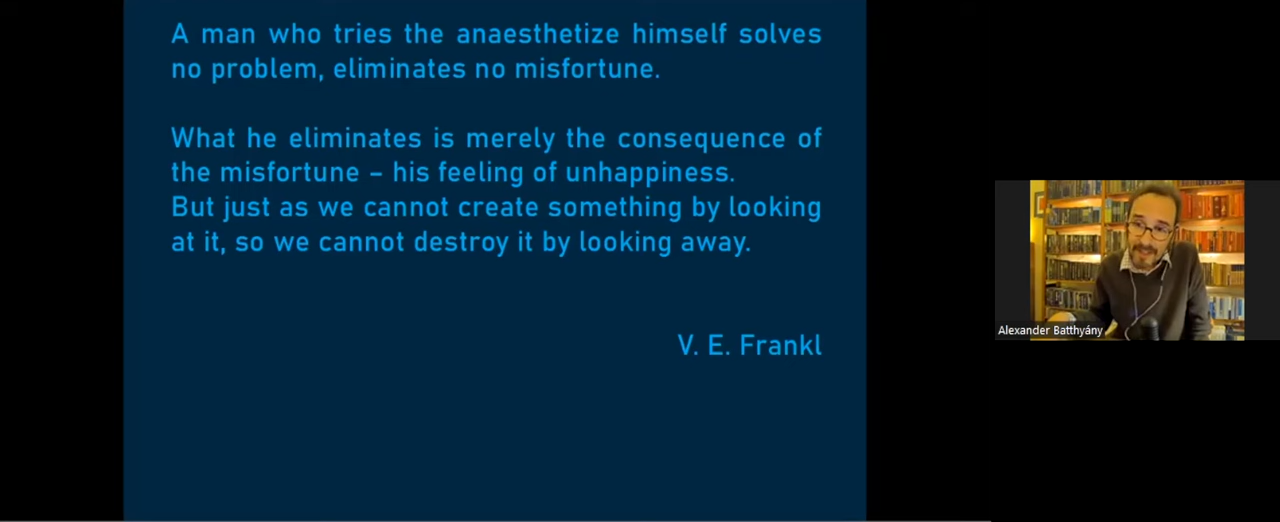 A man who tries the anaesthetize himself solves
no problem, eliminates no misfortune.
What he eliminates is merely the consequence of
the misfortune – his feeling of unhappiness.
But just as we cannot create something by looking
at it, so we cannot destroy it by looking away.
V. E. Frankl
Alexander Batthyány